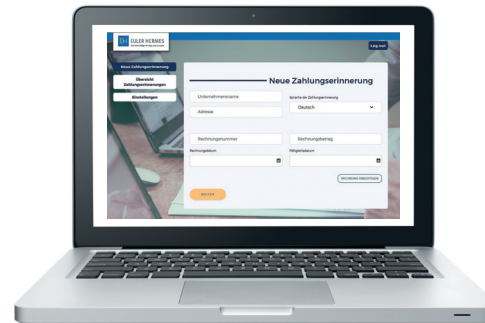 EULER HERMES
Log out
Neue Zahlungserinnerung
Übersicht
Zahlungserinnerungen
Einstellungen
Neue Zahlungserinnerung
Unternehmensname
Sprache der Zahlungserinnerung
Deutsch
Adresse
Rechnungsnummer
Rechnungsbetrag
Rechnungsdatum
Fälligkeitsdatum
RECHNUNG HINZUFÜGEN
WEITER